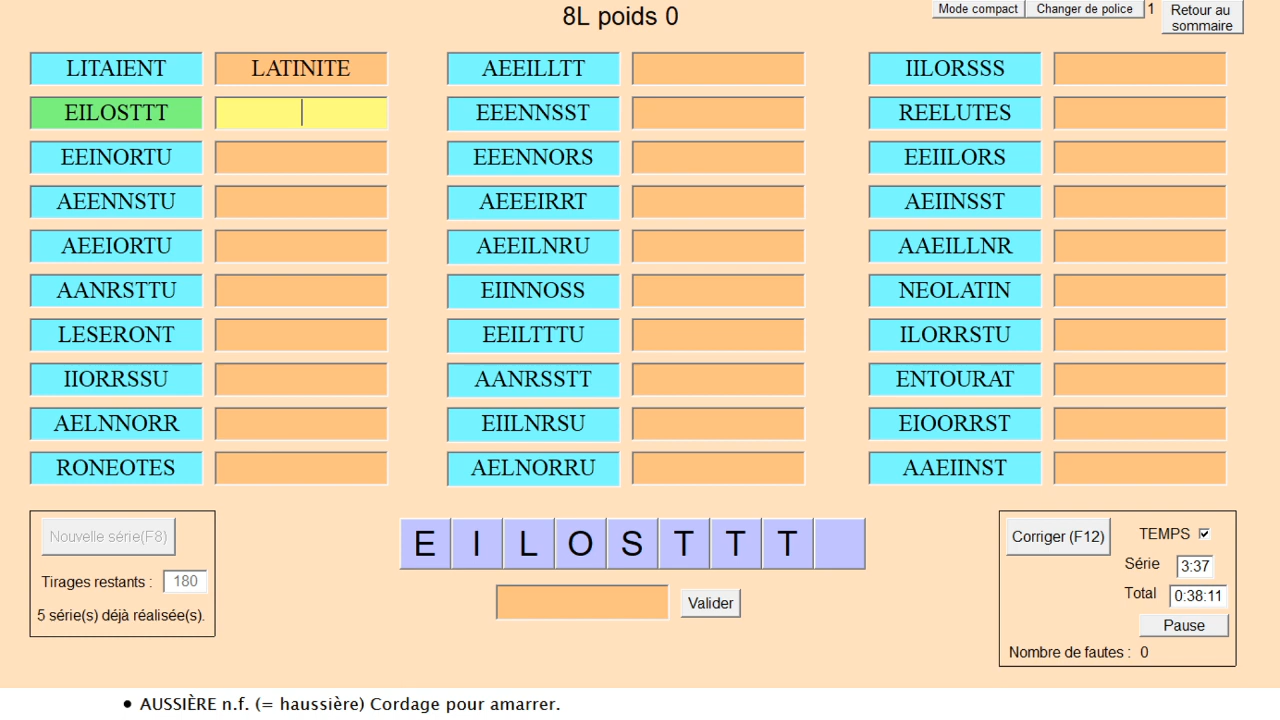 8L poids 0
Mode compact Changer de police 1 Retour au sommaire
LITAIENT LATINITE AEEILLTT IILORSSS
EILOSTTT EEENNSST REELUTES
EEINORTU EEENNORS EEIILORS
AEENNSTU AEEEIRRT AEIINSST
AEEIORTU AEEILNRU AAEILLNR
AANRSTTU EIINNOSS NEOLATIN
LESERONT EEILTTTU ILORRSTU
IIORRSSU AANRSSTT ENTOURAT
AELNNORR EIILNRSU EIOORRST
RONEOTES AELNORRU AAEIINST
Nouvelle série(F8)
Tirages restants : 180
5 série(s) déjà réalisée(s).
E I L O S T T T
Valider
Corriger (F12) TEMPS
Série 3:37
Total 0:38:11
Pause
Nombre de fautes : 0
• AUSSIÈRE n.f. (= haussière) Cordage pour amarrer.